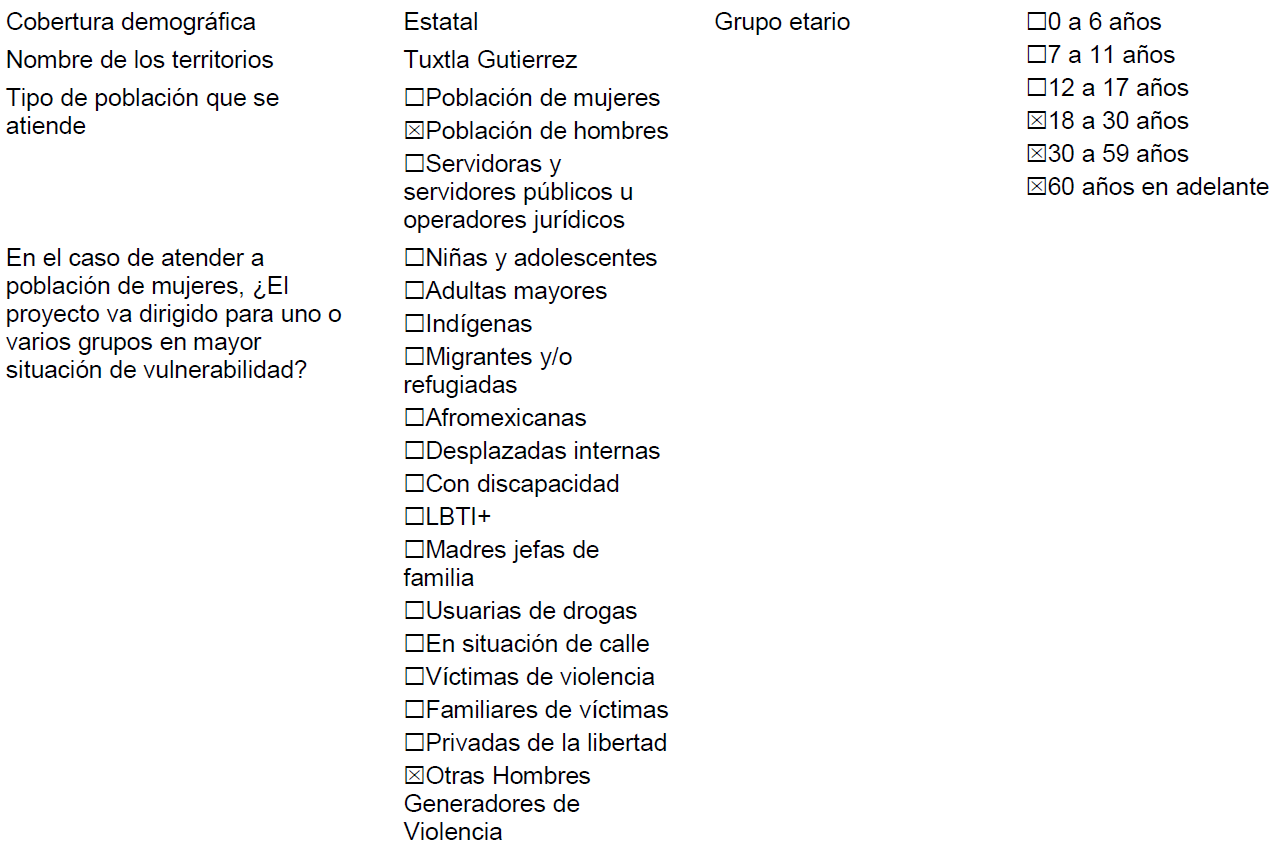 Cobertura demográfica
Estatal
Grupo etario
☐0 a 6 años
☐7 a 11 años
☐12 a 17 años
☒18 a 30 años
☒30 a 59 años
☒60 años en adelante
Nombre de los territorios
Tuxtla Gutierrez
Tipo de población que se
atiende
☐Población de mujeres
☒Población de hombres
☐Servidoras y
servidores públicos u
operadores jurídicos
En el caso de atender a
población de mujeres, ¿El
proyecto va dirigido para uno o
varios grupos en mayor
situación de vulnerabilidad?
☐Niñas y adolescentes
☐Adultas mayores
☐Indígenas
☐Migrantes y/o
refugiadas
☐Afromexicanas
☐Desplazadas internas
☐Con discapacidad
☐LBTI+
☐Madres jefas de
familia
☐Usuarias de drogas
☐En situación de calle
☐Víctimas de violencia
☐Familiares de víctimas
☐Privadas de la libertad
☒Otras Hombres
Generadores de
Violencia